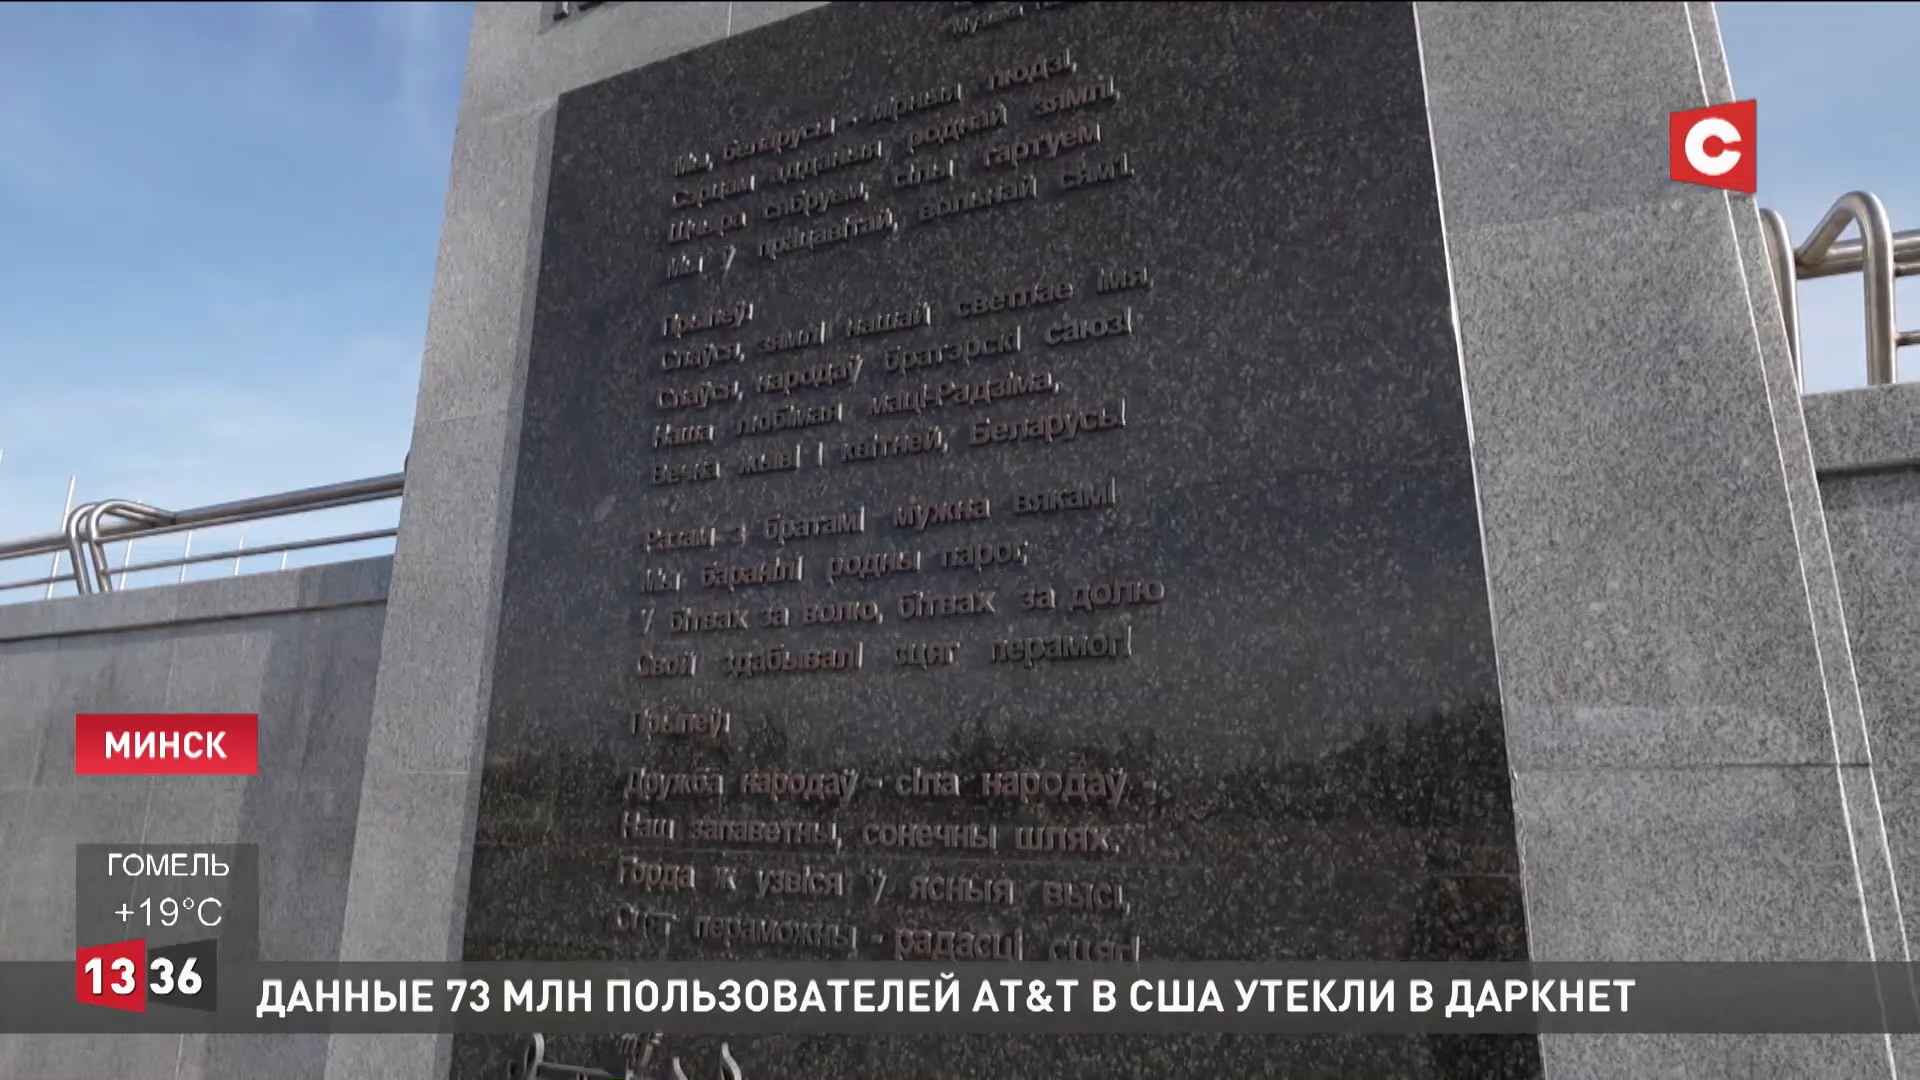 Мы, беларусы - мірныя людзі,
Сэрцам адданыя роднай зямлі,
Шчыра сябруем, сілы гартуем
Мы ў працавітай, вольнай сям'і.
Прыпеў:
Слаўся, зямлі нашай светлае імя,
Слаўся, народаў братэрскі саюз!
Наша любімая маці-Радзіма,
Вечна жыві і квітней, Беларусь!
Разам з братамі мужна вякамі
Мы баранілі родны парог,
У бітвах за волю, бітвах за долю
Свой здабывалі сцяг перамог!
Прыпеў:
Дружба народаў - сіла народаў -
Наш запаветны, сонечны шлях.
Горда ж узвіся ў ясныя высі,
Сцяг пераможны - радасці сцяг!
С
МИНСК
ГОМЕЛЬ
+19°C
13 36
ДАННЫЕ 73 МЛН ПОЛЬЗОВАТЕЛЕЙ AT&T В США УТЕКЛИ В ДАРКНЕТ